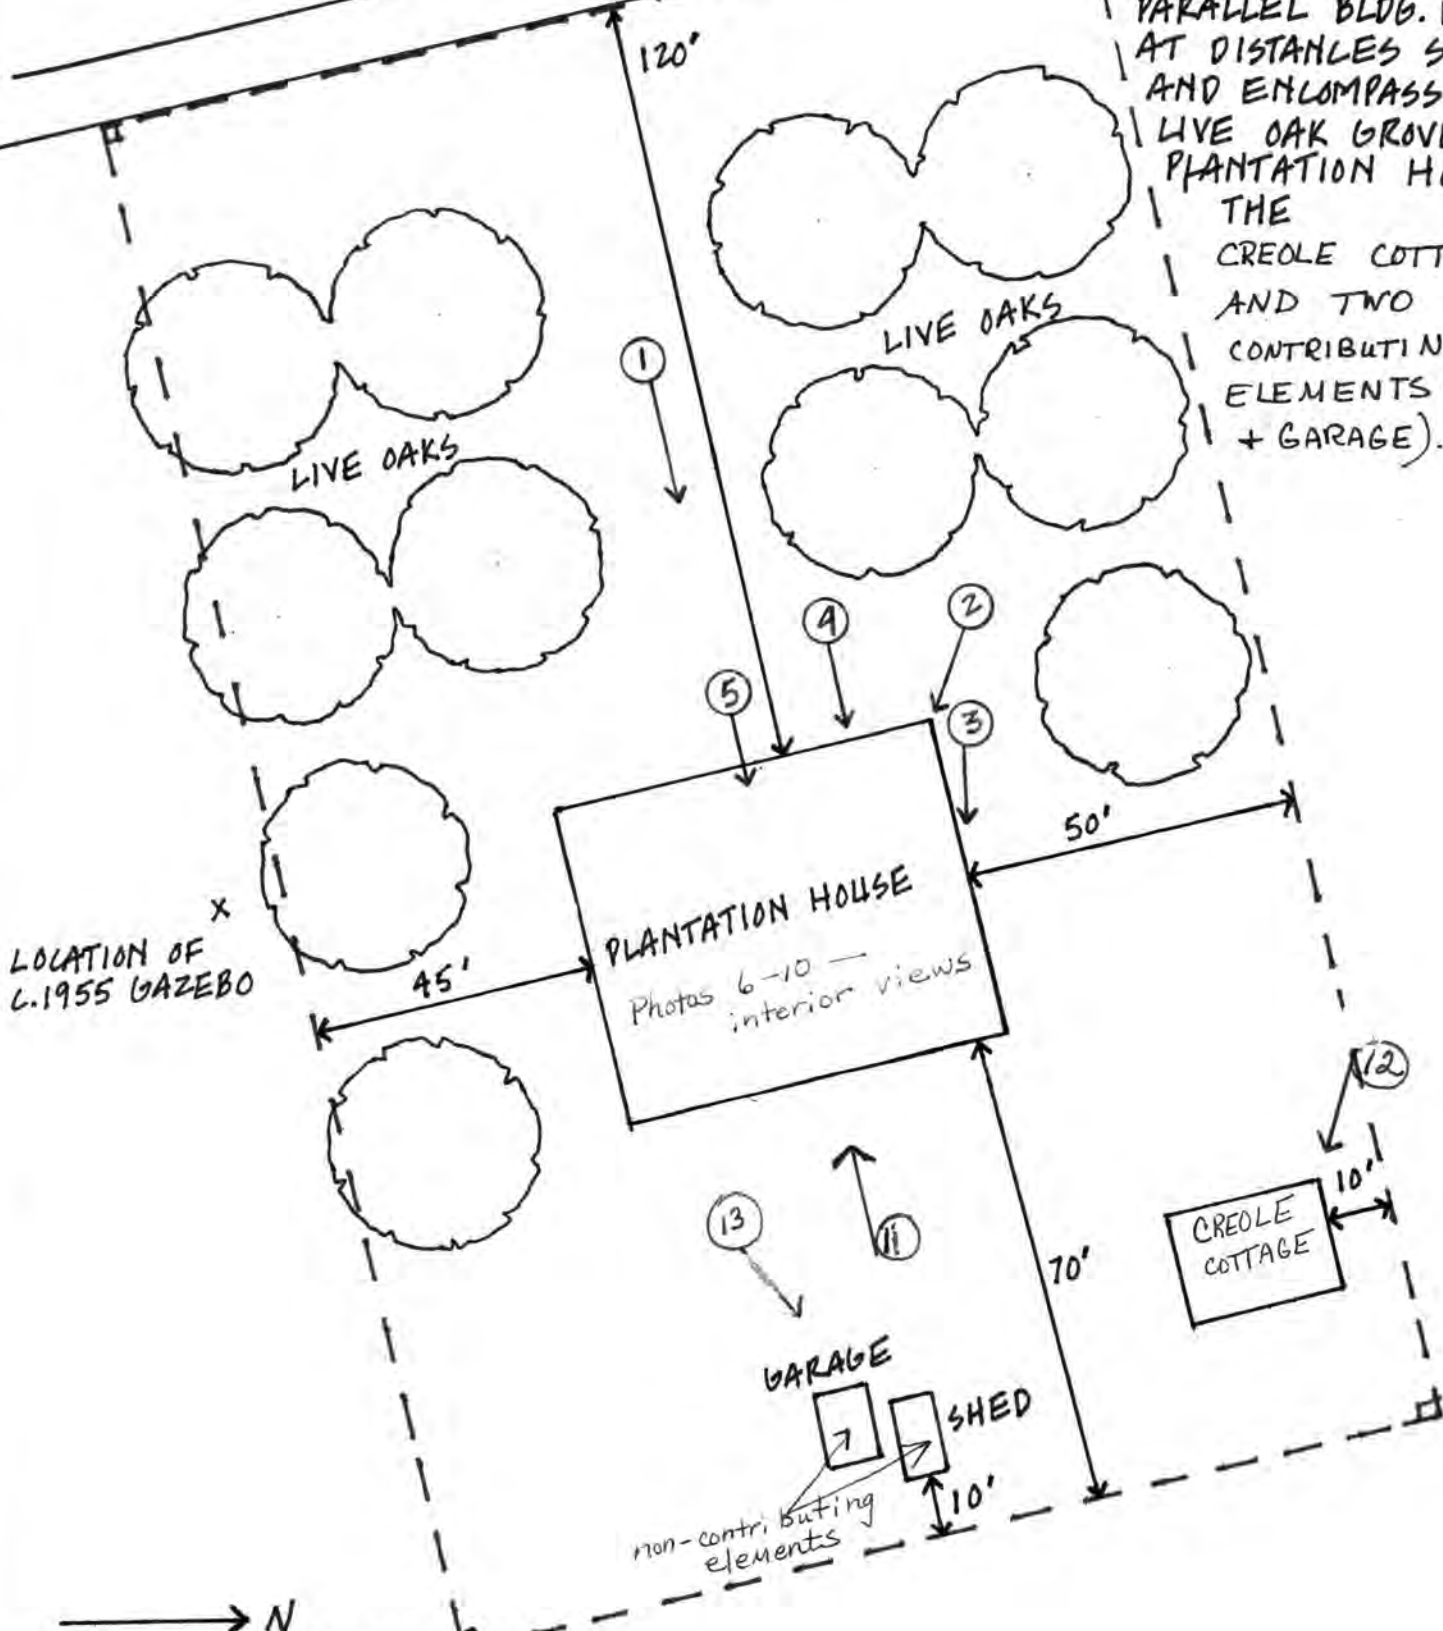 120'
PARALLEL BLDG.
AT DISTANCES
AND ENCOMPASS
LIVE OAK
PLANTATION
THE
CREOLE
AND TWO
CONTRIBUTIN
ELEMENTS
+ GARAGE).
LIVE OAKS
1
LIVE OAKS
4
2
5
3
50'
PLANTATION HOUSE
Photos 6-10 —
interior views
X
LOCATION OF
C.1955 GAZEBO
45'
12
10'
CREOLE
COTTAGE
13
11
70'
GARAGE
SHED
10'
non-contributing
elements
N